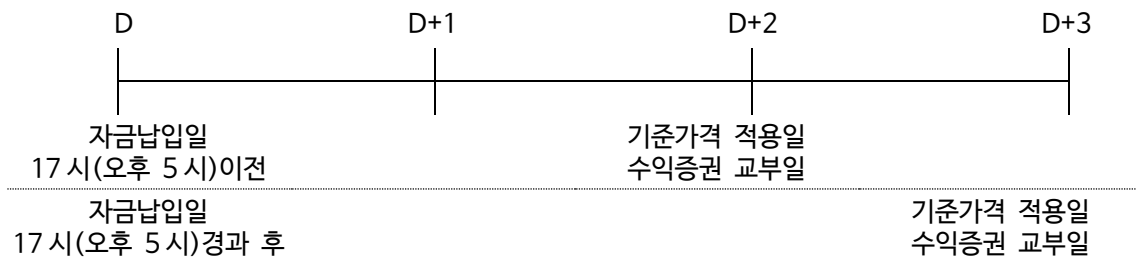 D D+1 D+2 D+3
자금납입일 기준가격 적용일
17시(오후 5시)이전 수익증권 교부일
자금납입일 기준가격 적용일
17시(오후 5시)경과 후 수익증권 교부일